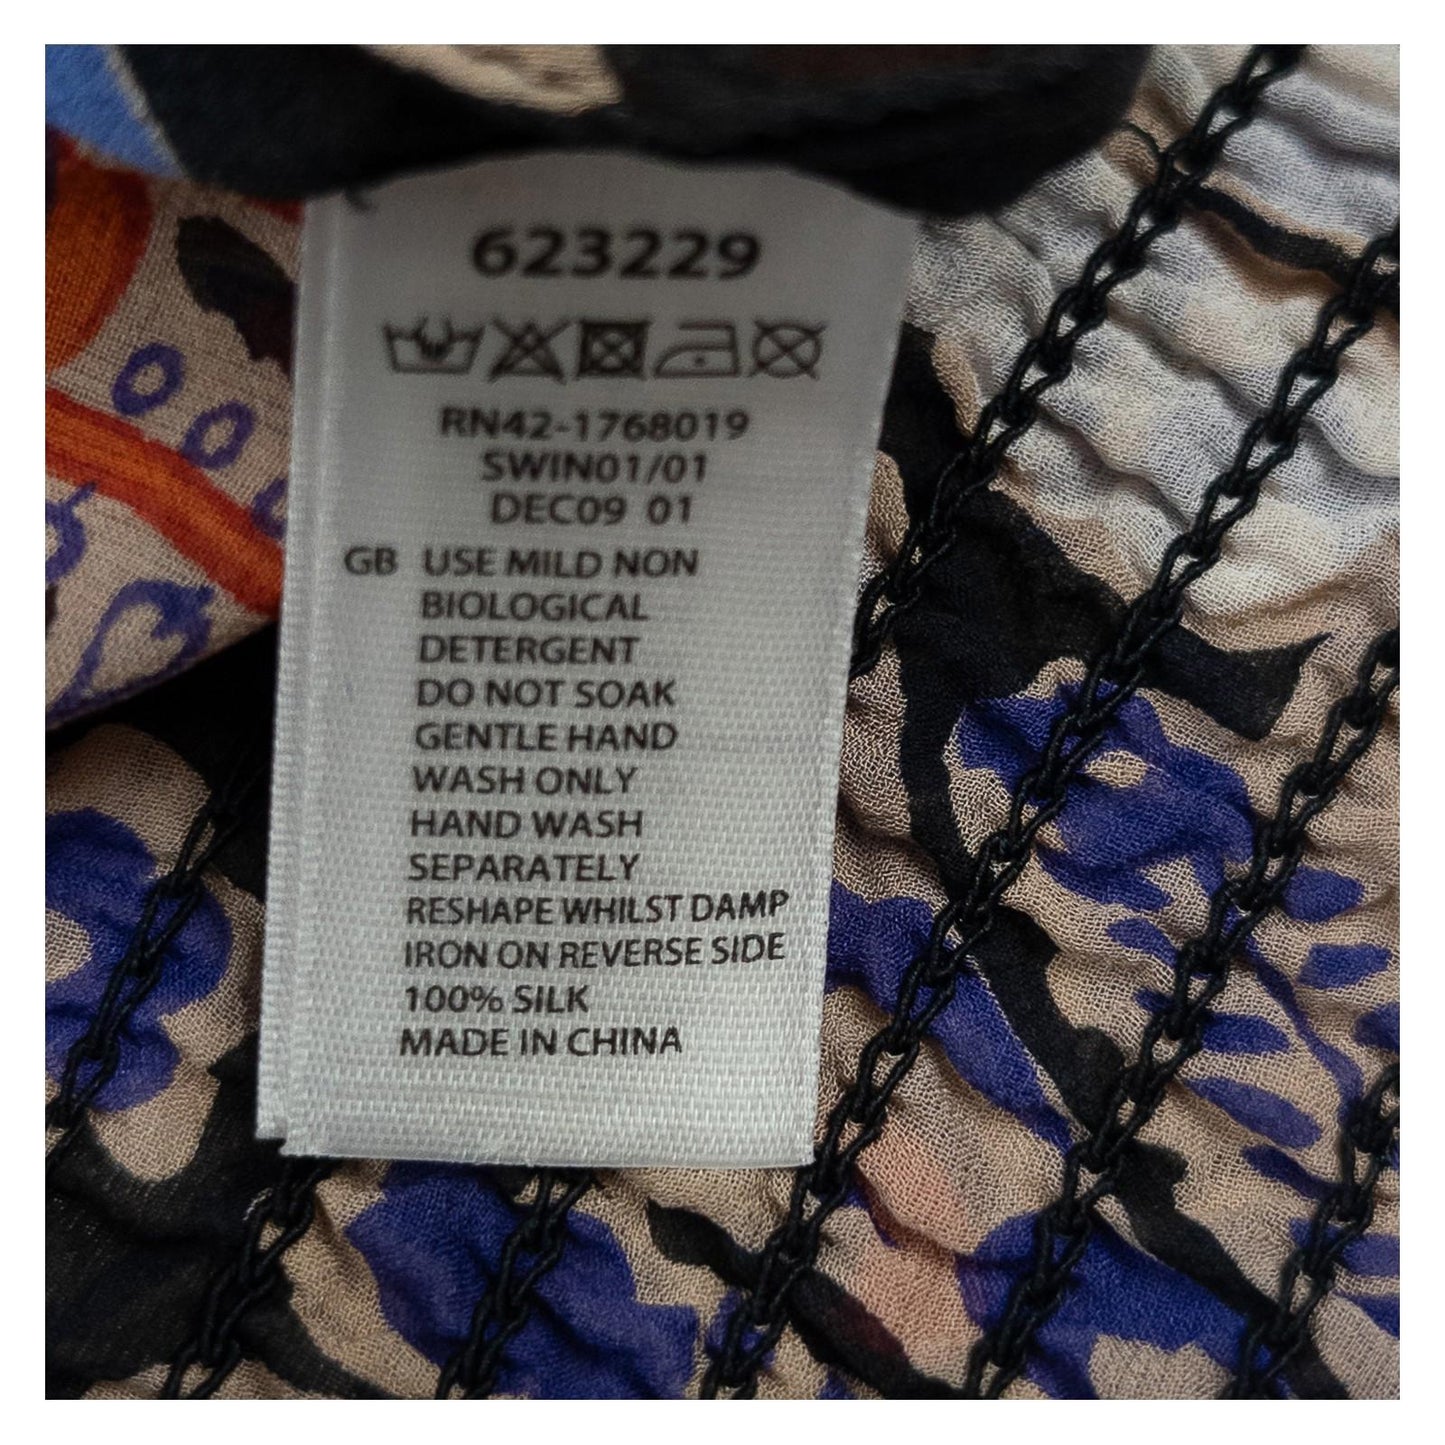 623229
RN42-1768019
SWIN01/01
DEC09 01
GB USE MILD NON
BIOLOGICAL
DETERGENT
DO NOT SOAK
GENTLE HAND
WASH ONLY
HAND WASH
SEPARATELY
RESHAPE WHILST DAMP
IRON ON REVERSE SIDE
100% SILK
MADE IN CHINA